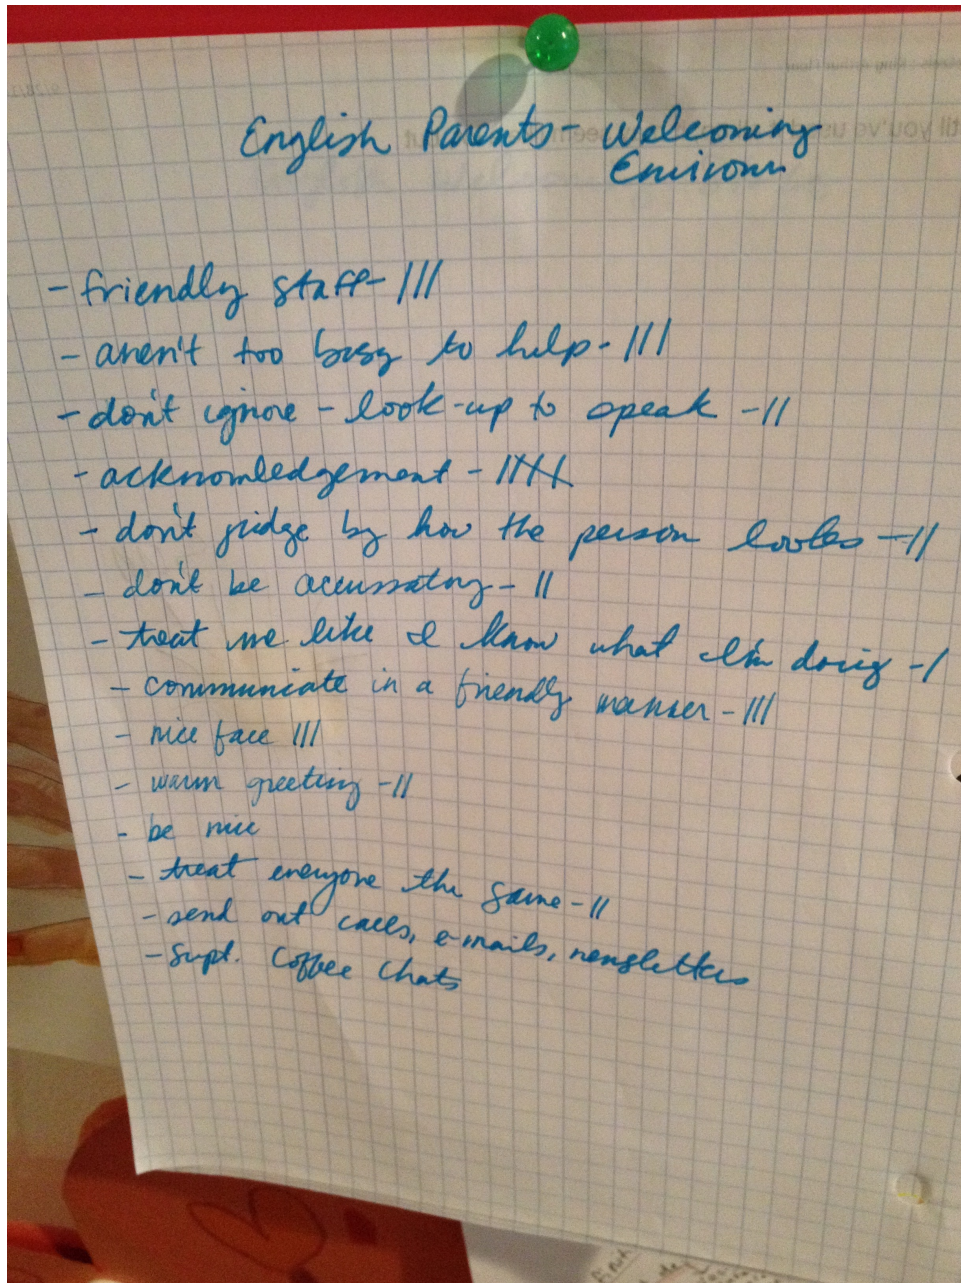 English Parents - Welcoming
Environ
- friendly staff - |||
- aren't too busy to help - |||
- don't ignore - look-up to speak - ||
- acknowledgement - ||||
- don't judge by how the person looks - ||
- don't be accussatory - ||
- treat me like I know what I'm doing - |
- communicate in a friendly manner - |||
- nice face |||
- warm greeting - ||
- be nice
- treat everyone the same - ||
- send out calls, e-mails, newsletters
- Supt. Coffee Chats